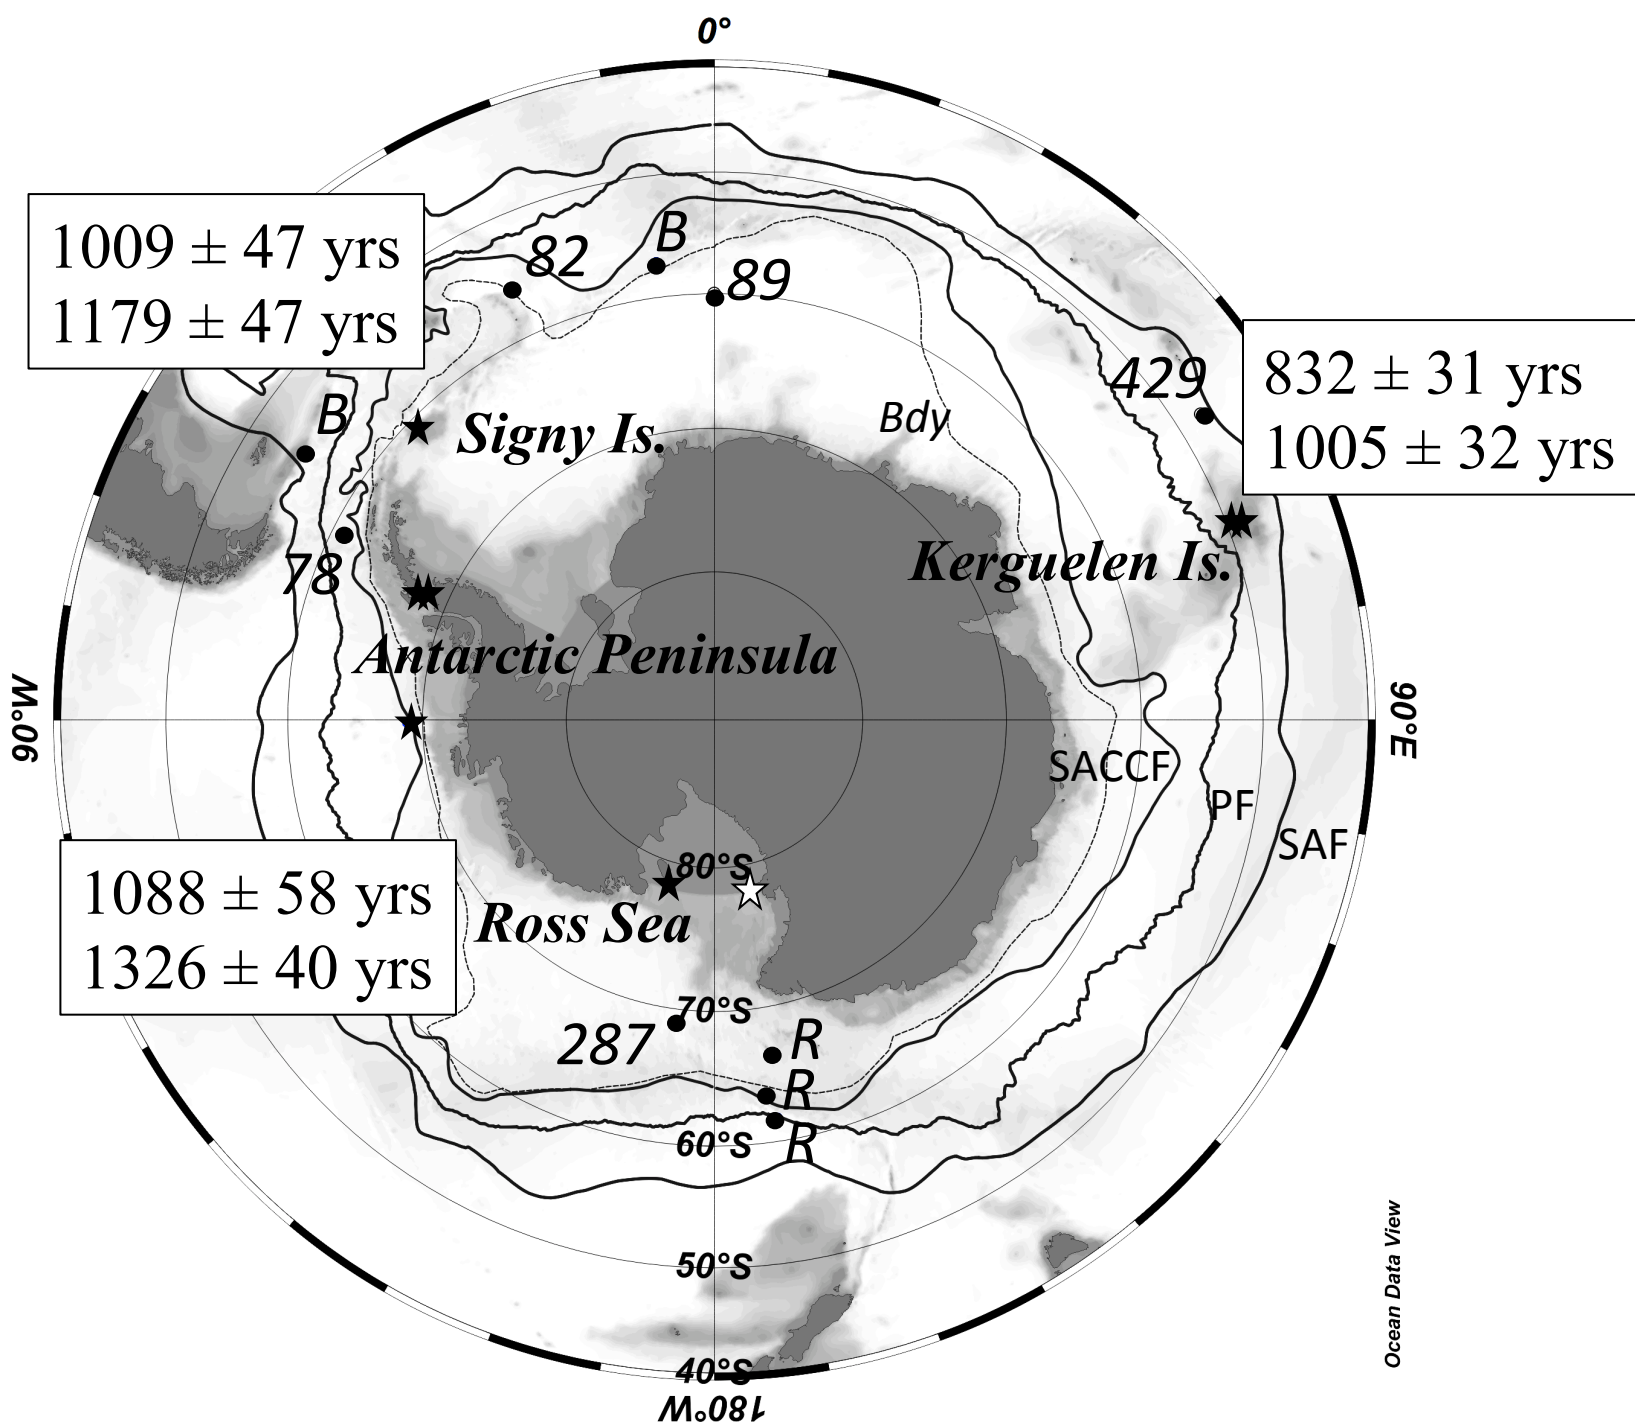 0°
B
82
89
1009 ± 47 yrs
1179 ± 47 yrs
429
832 ± 31 yrs
1005 ± 32 yrs
B
Signy Is.
Bdy
78
Kerguelen Is.
Antarctic Peninsula
90°W
90°E
SACCF
PF
SAF
80°S
1088 ± 58 yrs
1326 ± 40 yrs
Ross Sea
70°S
287
R
R
R
60°S
50°S
40°S
180°W
Ocean Data View